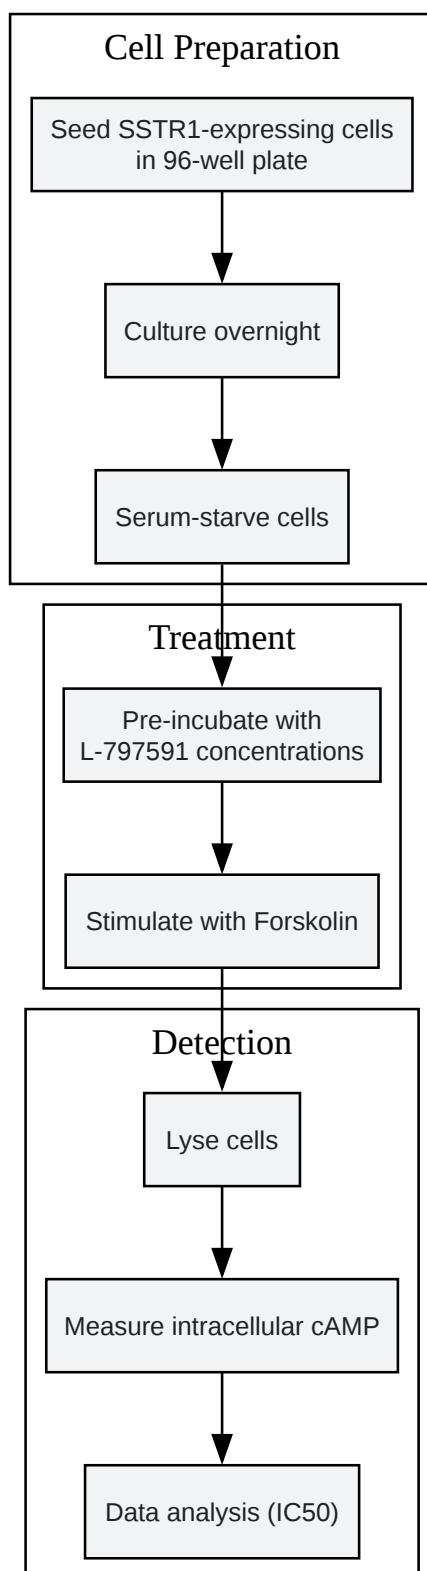 Cell Preparation
Seed SSTR1-expressing cells
in 96-well plate
Culture overnight
Serum-starve cells
Treatment
Pre-incubate with
L-797591 concentrations
Stimulate with Forskolin
Detection
Lyse cells
Measure intracellular cAMP
Data analysis (IC50)